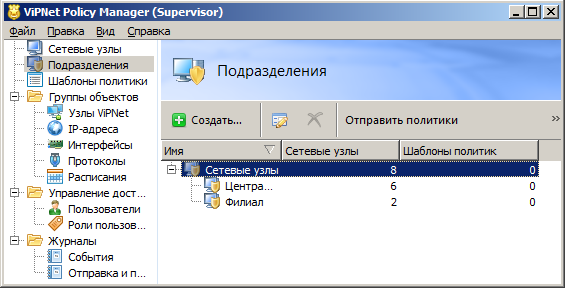 ViPNet Policy Manager (Supervisor)
Файл Правка Вид Справка
Сетевые узлы
Подразделения
Шаблоны политики
Группы объектов
Узлы ViPNet
IP-адреса
Интерфейсы
Протоколы
Расписания
Управление дост...
Пользователи
Роли пользов...
Журналы
События
Отправка и п...
Подразделения
Создать... Отправить политики »
Имя Сетевые узлы Шаблоны политик
Сетевые узлы 8 0
Центра... 6 0
Филиал 2 0